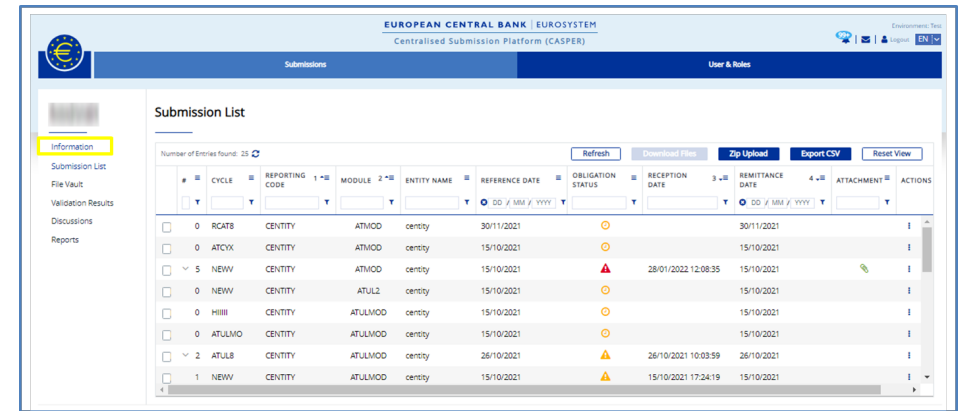 EUROPEAN CENTRAL BANK | EUROSYSTEM
Environment: Test
Centralised Submission Platform (CASPER)
99+ | | Logout EN
Submissions User & Roles
Submission List
Information
Submission List
File Vault
Validation Results
Discussions
Reports
Number of Entries found: 25 Refresh Download Files Zip Upload Export CSV Reset View
# CYCLE REPORTING CODE 1 MODULE 2 ENTITY NAME REFERENCE DATE OBLIGATION STATUS RECEPTION DATE 3 REMITTANCE DATE 4 ATTACHMENT ACTIONS
DD / MM / YYYY DD / MM / YYYY
0 RCAT8 CENTITY ATMOD centity 30/11/2021 30/11/2021
0 ATCYX CENTITY ATMOD centity 15/10/2021 15/10/2021
5 NEWV CENTITY ATMOD centity 15/10/2021 28/01/2022 12:08:35 15/10/2021
0 NEWV CENTITY ATUL2 centity 15/10/2021 15/10/2021
0 HIIIII CENTITY ATULMOD centity 15/10/2021 15/10/2021
0 ATULMO CENTITY ATULMOD centity 15/10/2021 15/10/2021
2 ATUL8 CENTITY ATULMOD centity 26/10/2021 26/10/2021 10:03:59 26/10/2021
1 NEWV CENTITY ATULMOD centity 15/10/2021 15/10/2021 17:24:19 15/10/2021